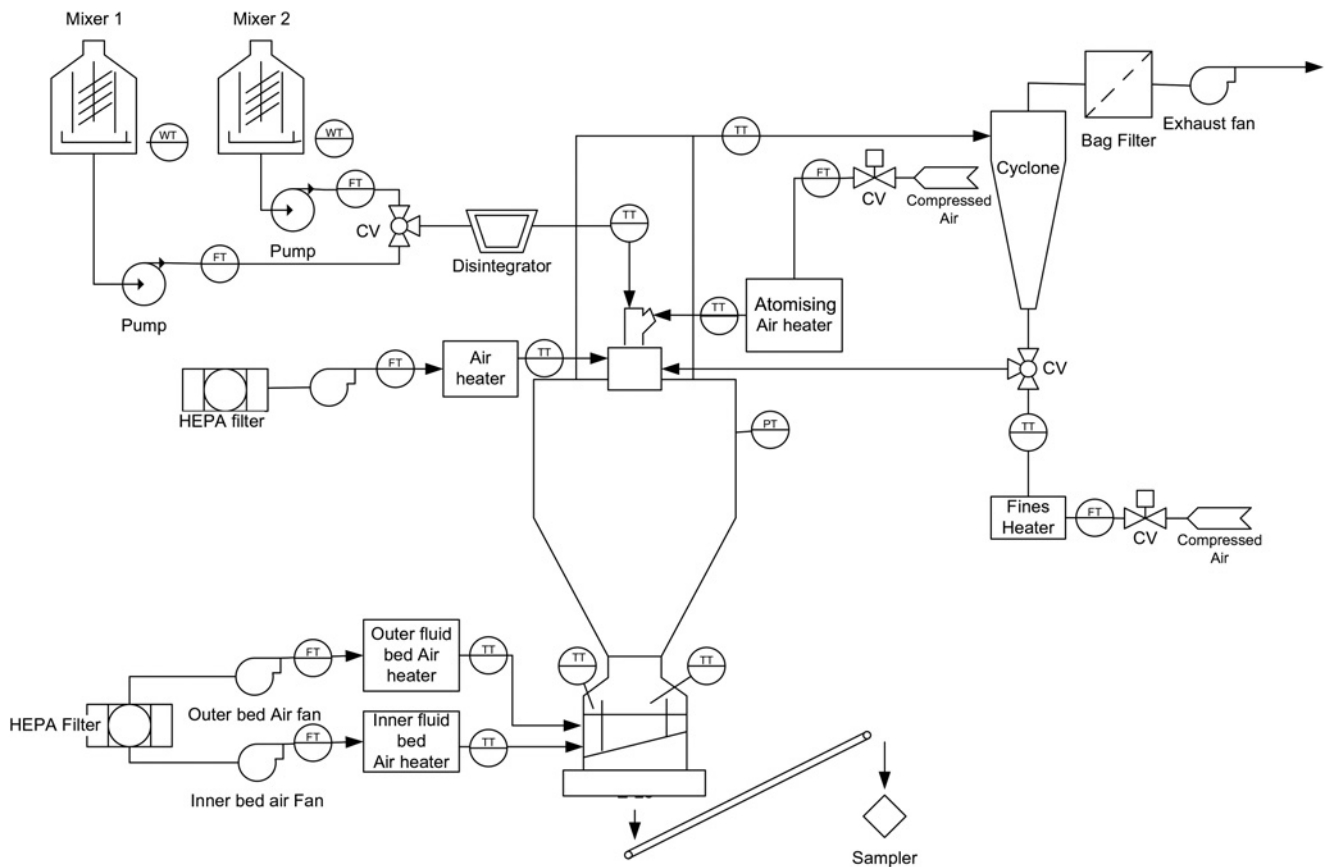 Mixer 1
Mixer 2
WT
WT
FT
CV
Pump
FT
Pump
Disintegrator
TT
TT
FT
CV
Compressed
Air
Cyclone
Bag Filter
Exhaust fan
TT
Atomising
Air heater
HEPA filter
FT
Air
heater
TT
CV
PT
TT
Fines
Heater
FT
CV
Compressed
Air
HEPA Filter
FT
Outer bed Air fan
Outer fluid
bed Air
heater
TT
FT
Inner bed air Fan
Inner fluid
bed
Air heater
TT
TT
TT
Sampler